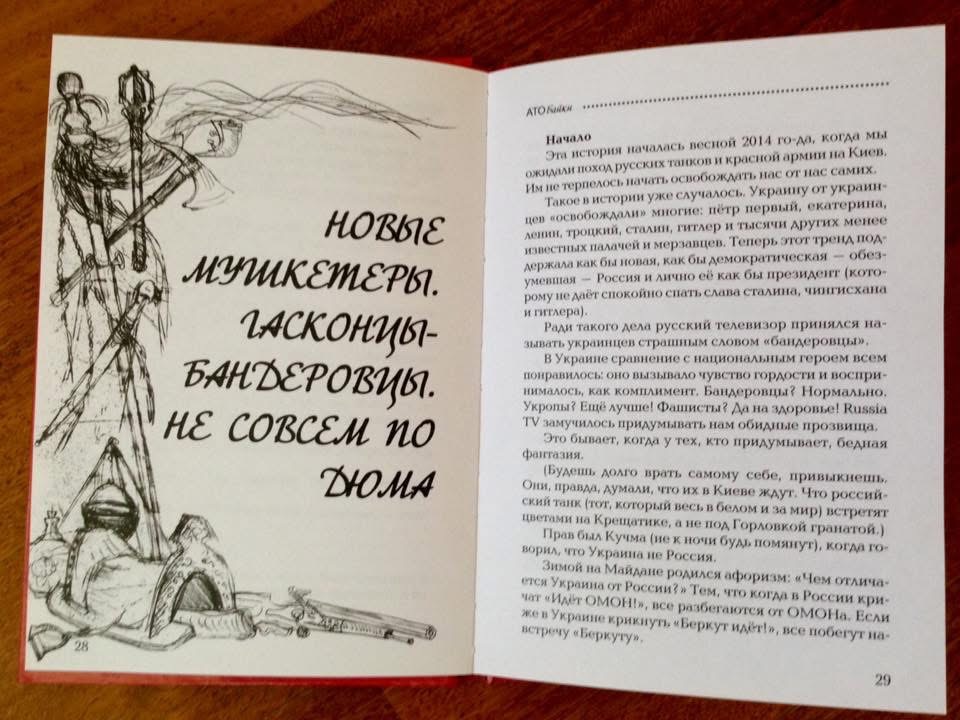 НОВЫЕ
МУШКЕТЕРЫ.
ГАСКОНЦЫ-
БАНДЕРОВЦЫ.
НЕ СОВСЕМ ПО
ДЮМА
28
АТО Байки
Начало
Эта история началась весной 2014 го-да, когда мы
ожидали поход русских танков и красной армии на Киев.
Им не терпелось начать освобождать нас от нас самих.
Такое в истории уже случалось. Украину от украин-
цев «освобождали» многие: пётр первый, екатерина,
ленин, троцкий, сталин, гитлер и тысячи других менее
известных палачей и мерзавцев. Теперь этот тренд под-
держала как бы новая, как бы демократическая — обез-
умевшая — Россия и лично её как бы президент (кото-
рому не даёт спокойно спать слава сталина, чингисхана
и гитлера).
Ради такого дела русский телевизор принялся на-
зывать украинцев страшным словом «бандеровцы».
В Украине сравнение с национальным героем всем
понравилось: оно вызывало чувство гордости и воспри-
нималось, как комплимент. Бандеровцы? Нормально.
Укропы? Ещё лучше! Фашисты? Да на здоровье! Russia
TV замучилось придумывать нам обидные прозвища.
Это бывает, когда у тех, кто придумывает, бедная
фантазия.
(Будешь долго врать самому себе, привыкнешь.
Они, правда, думали, что их в Киеве ждут. Что россий-
ский танк (тот, который весь в белом и за мир) встретят
цветами на Крещатике, а не под Горловкой гранатой.)
Прав был Кучма (не к ночи будь помянут), когда го-
ворил, что Украина не Россия.
Зимой на Майдане родился афоризм: «Чем отлича-
ется Украина от России?» Тем, что когда в России кри-
чат «Идёт ОМОН!», все разбегаются от ОМОНа. Если
же в Украине крикнуть «Беркут идёт!», все побегут на-
встречу «Беркуту».
29